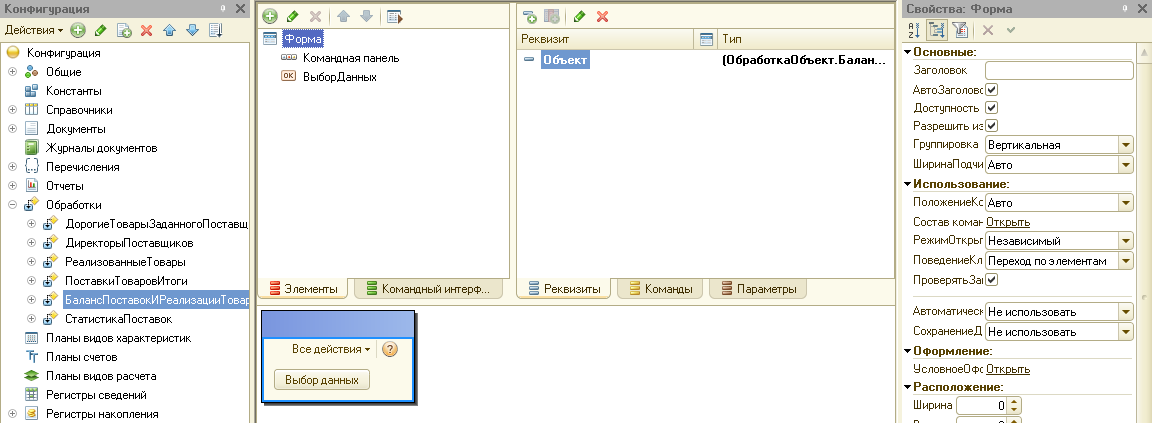 Конфигурация
Действия
Конфигурация
Общие
Константы
Справочники
Документы
Журналы документов
Перечисления
Отчеты
Обработки
ДорогиеТоварыЗаданногоПоставщ
ДиректорыПоставщиков
РеализованныеТовары
ПоставкиТоваровИтоги
БалансПоставокИРеализацииТовар
СтатистикаПоставок
Планы видов характеристик
Планы счетов
Планы видов расчета
Регистры сведений
Регистры накопления
Форма
Командная панель
ВыборДанных
Элементы
Командный интерф...
Реквизит Тип
Объект (ОбработкаОбъект.Балан...
Реквизиты Команды Параметры
Все действия
Выбор данных
Свойства: Форма
Основные:
Заголовок
АвтоЗаголово
Доступность
Разрешить из
Группировка Вертикальная
ШиринаПодчи Авто
Использование:
ПоложениеКо Авто
Состав коман Открыть
РежимОткры Независимый
ПоведениеКл Переход по элементам
ПроверятьЗа
Автоматическ Не использовать
СохранениеД Не использовать
Оформление:
УсловноеОфо Открыть
Расположение:
Ширина 0